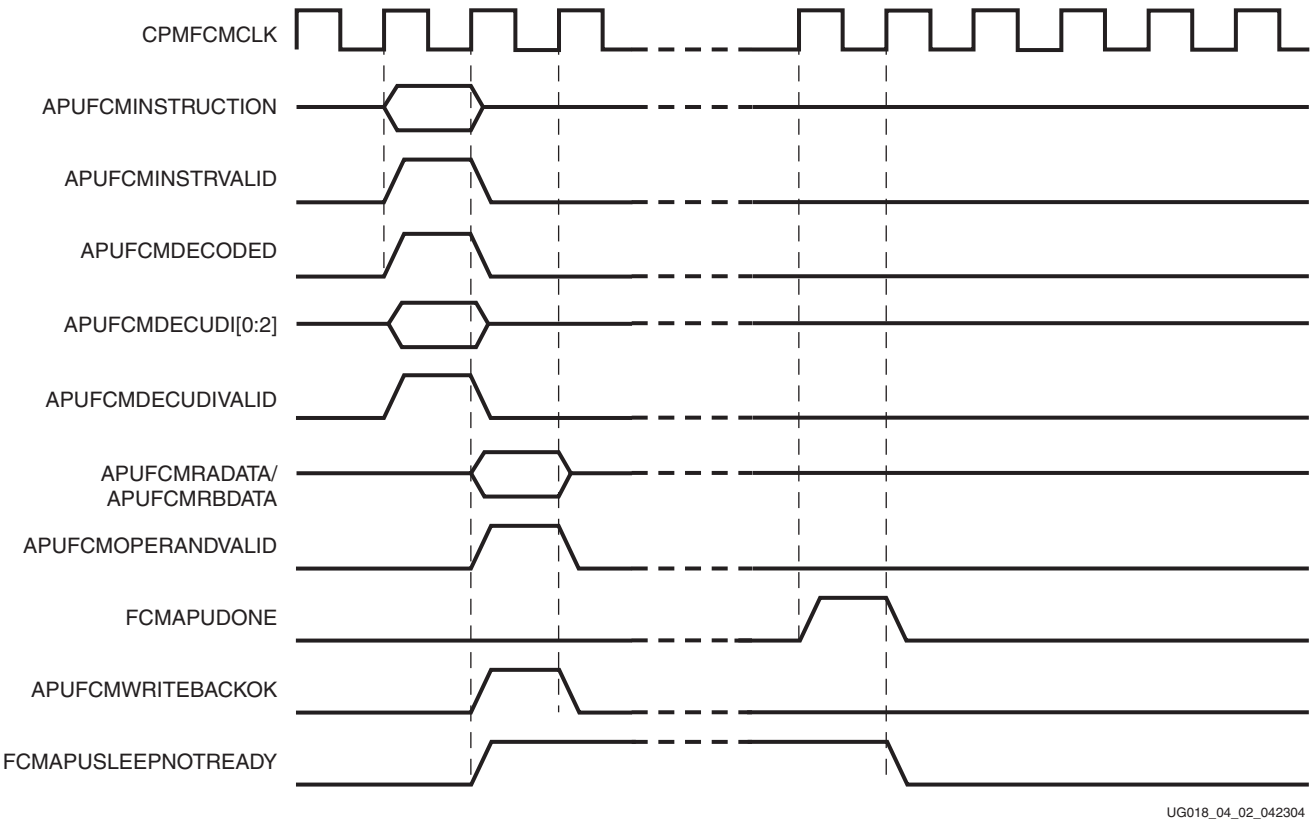 CPMFCMCLK
APUFCMINSTRUCTION
APUFCMINSTRVALID
APUFCMDECODED
APUFCMDECUDI[0:2]
APUFCMDECUDIVALID
APUFCMRADATA/
APUFCMRBDATA
APUFCMOPERANDVALID
FCMAPUDONE
APUFCMWRITEBACKOK
FCMAPUSLEEPNOTREADY
UG018_04_02_042304